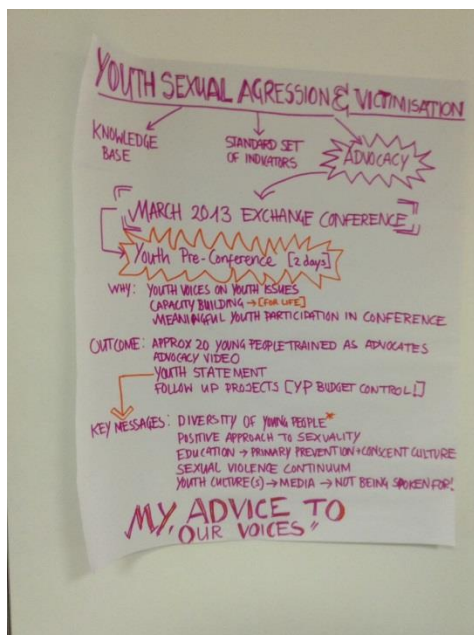 YOUTH SEXUAL AGRESSION & VICTIMISATION
KNOWLEDGE
BASE
STANDARD SET
OF INDICATORS
ADVOCACY
MARCH 2013 EXCHANGE CONFERENCE
Youth Pre-Conference [2 days]
WHY: YOUTH VOICES ON YOUTH ISSUES
CAPACITY BUILDING → [FOR LIFE]
MEANINGFUL YOUTH PARTICIPATION IN CONFERENCE
OUTCOME: APPROX 20 YOUNG PEOPLE TRAINED AS ADVOCATES
ADVOCACY VIDEO
YOUTH STATEMENT
FOLLOW UP PROJECTS [YP BUDGET CONTROL!]
KEY MESSAGES: DIVERSITY OF YOUNG PEOPLE*
POSITIVE APPROACH TO SEXUALITY
EDUCATION → PRIMARY PREVENTION + CONSCENT CULTURE
SEXUAL VIOLENCE CONTINUUM
YOUTH CULTURE(S) → MEDIA → NOT BEING SPOKEN FOR!
MY, ADVICE TO
OUR VOICES"